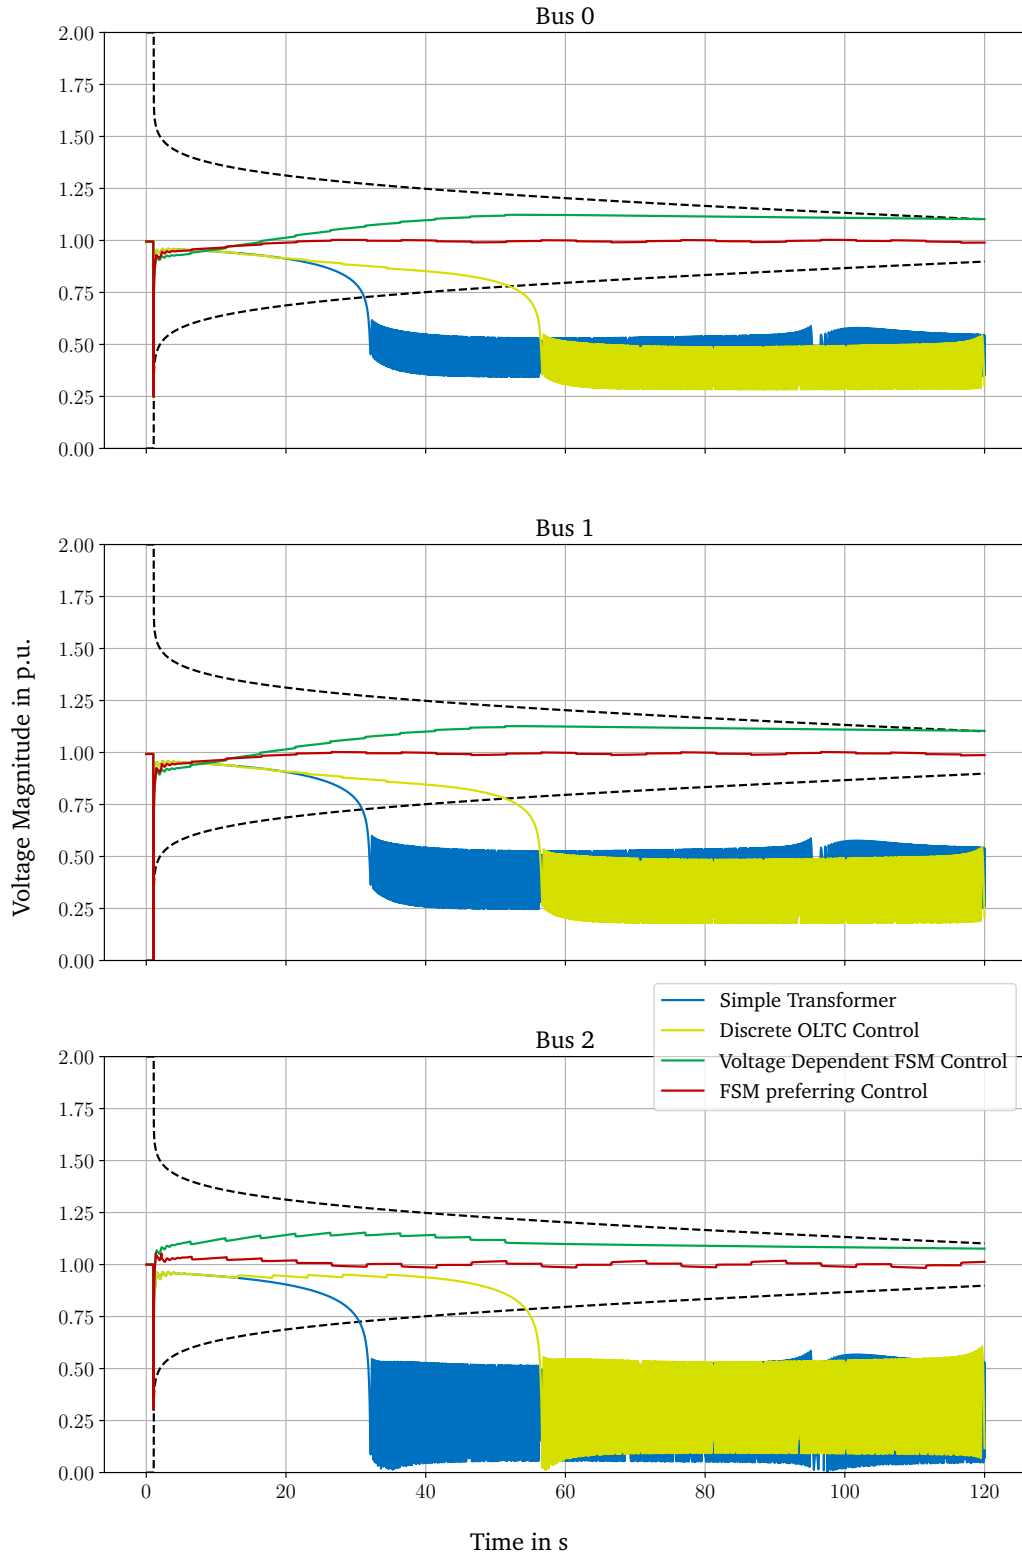 Bus 0
2.00
1.75
1.50
1.25
1.00
0.75
0.50
0.25
0.00
Bus 1
2.00
1.75
1.50
1.25
1.00
0.75
0.50
0.25
0.00
Voltage Magnitude in p.u.
Simple Transformer
Discrete OLTC Control
Voltage Dependent FSM Control
FSM preferring Control
Bus 2
2.00
1.75
1.50
1.25
1.00
0.75
0.50
0.25
0.00
0 20 40 60 80 100 120
Time in s